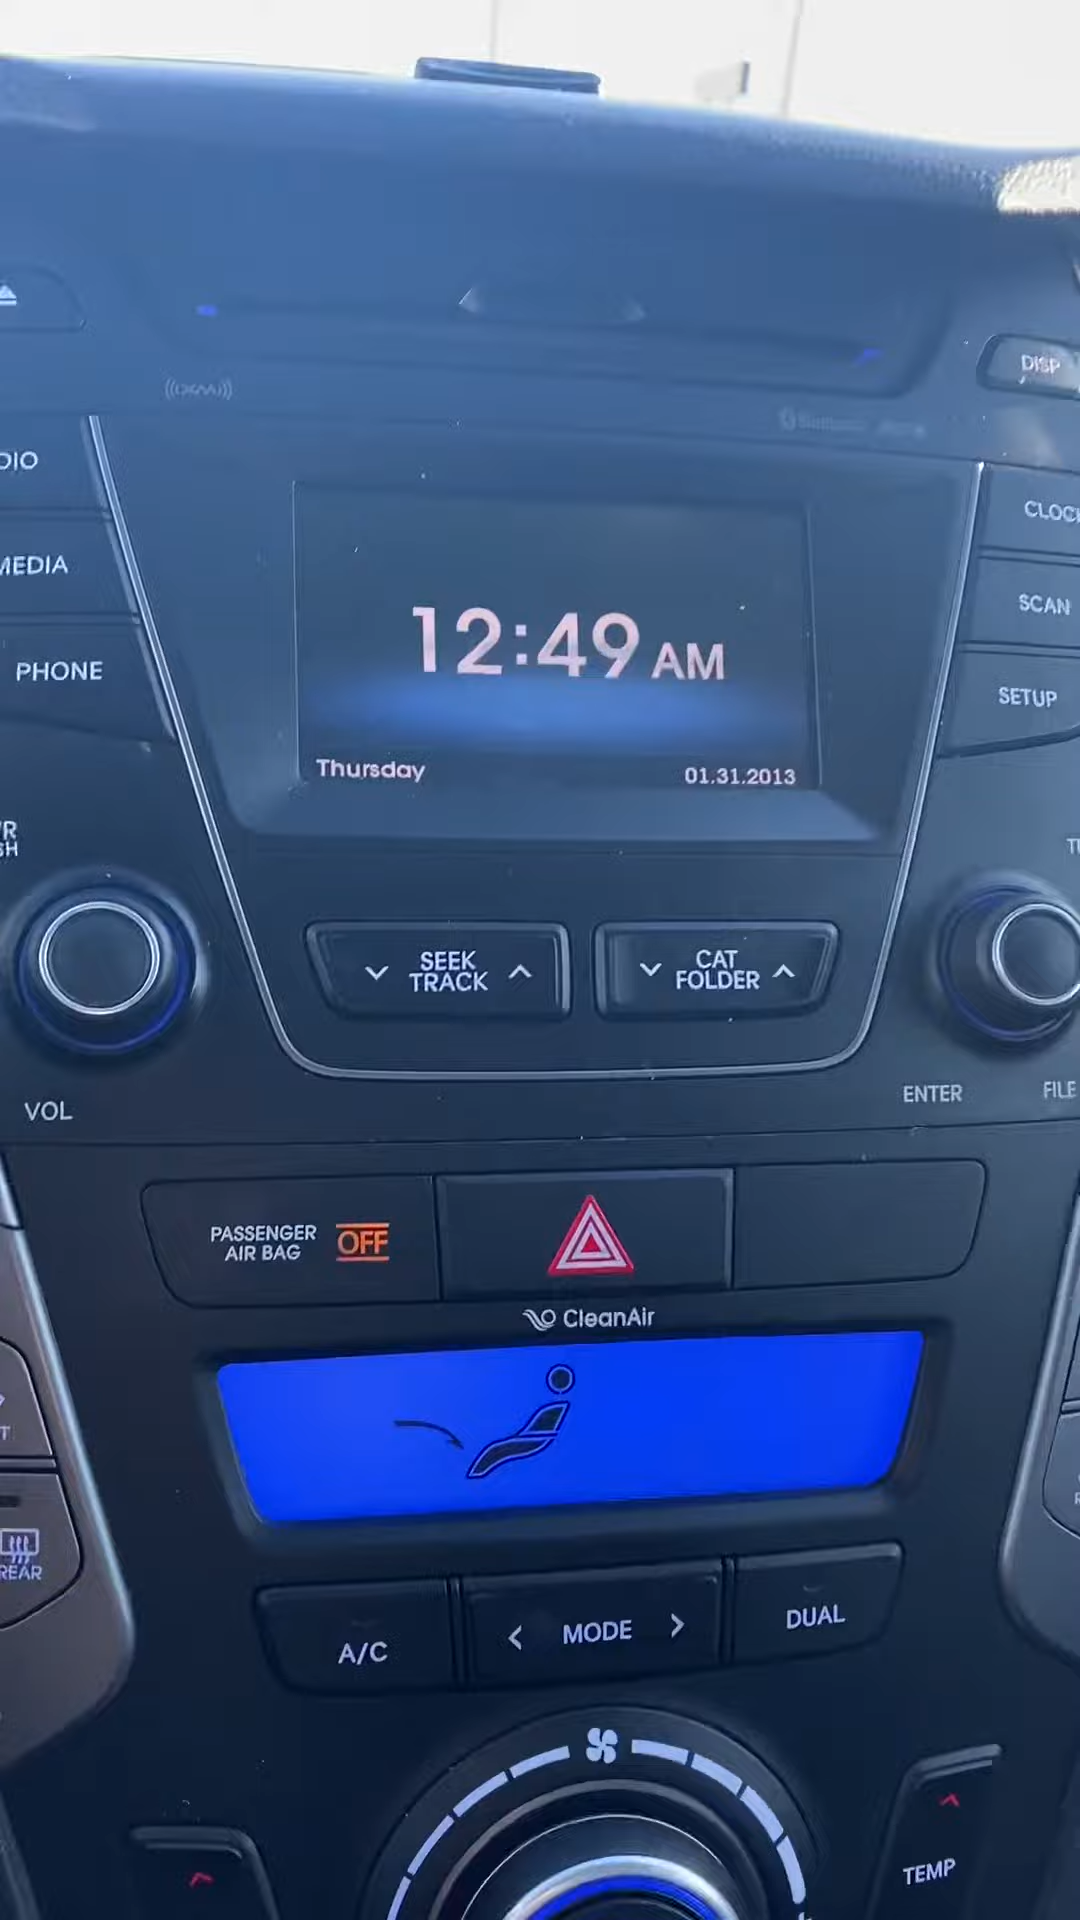 DISP
((XM))
DIO
CLOC
MEDIA
SCAN
12:49 AM
PHONE
SETUP
Thursday
01.31.2013
SEEK
TRACK
CAT
FOLDER
VOL
ENTER
FILE
PASSENGER
AIR BAG
OFF
CleanAir
REAR
A/C
MODE
DUAL
TEMP